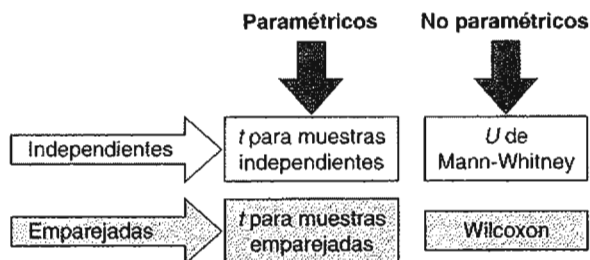 Paramétricos No paramétricos
Independientes
t para muestras
independientes
U de
Mann-Whitney
Emparejadas
t para muestras
emparejadas
Wilcoxon